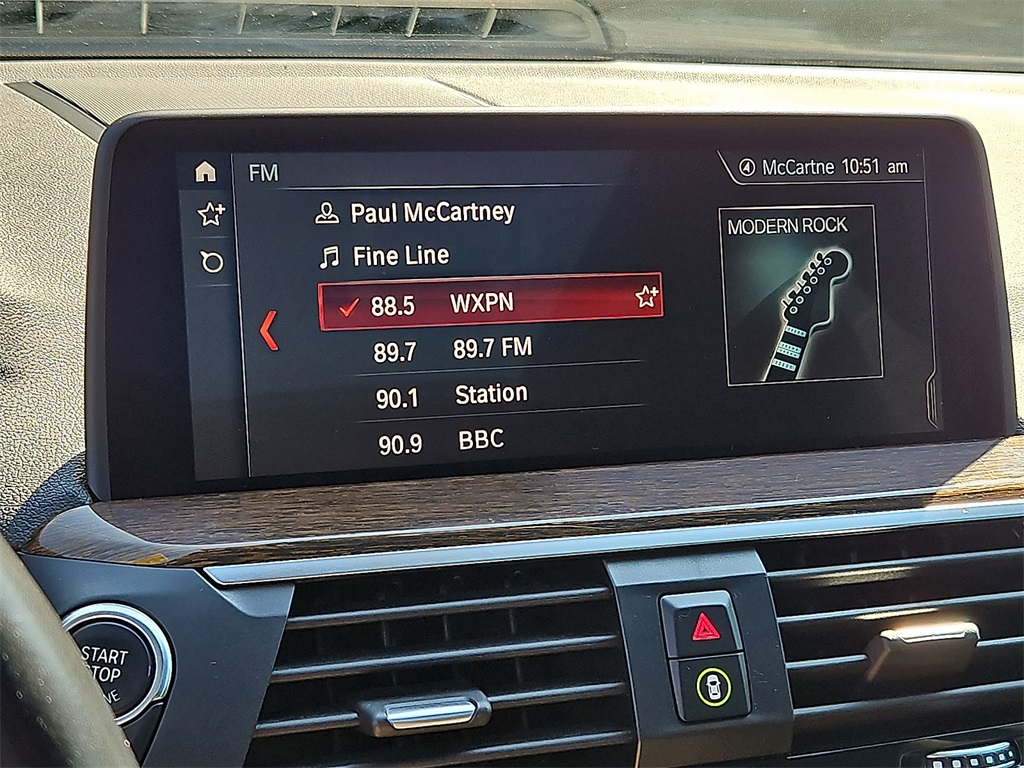 FM
McCartne 10:51 am
Paul McCartney
Fine Line
MODERN ROCK
88.5 WXPN
89.7 89.7 FM
90.1 Station
90.9 BBC
START